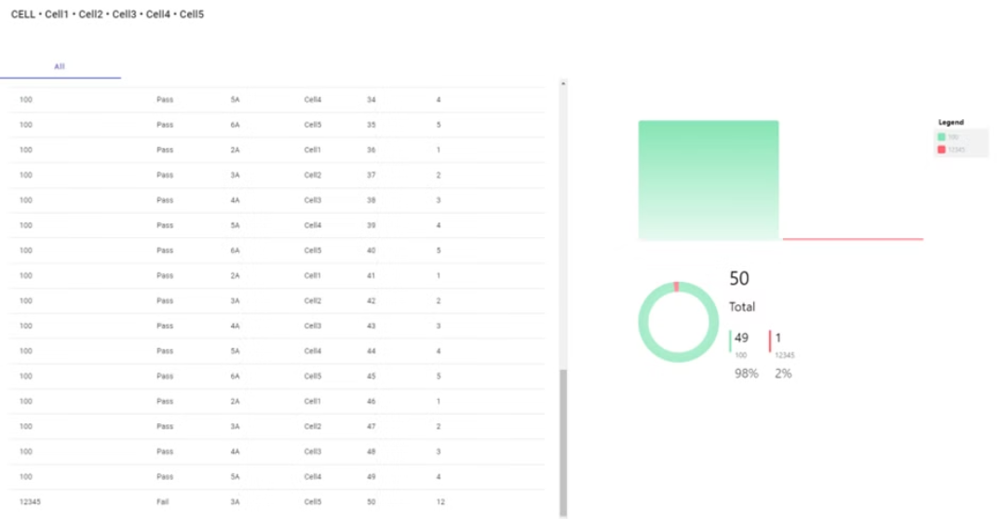 CELL • Cell1 • Cell2 • Cell3 • Cell4 • Cell5
All
100 Pass 5A Cell4 34 4
100 Pass 6A Cell5 35 5
100 Pass 2A Cell1 36 1
100 Pass 3A Cell2 37 2
100 Pass 4A Cell3 38 3
100 Pass 5A Cell4 39 4
100 Pass 6A Cell5 40 5
100 Pass 2A Cell1 41 1
100 Pass 3A Cell2 42 2
100 Pass 4A Cell3 43 3
100 Pass 5A Cell4 44 4
100 Pass 6A Cell5 45 5
100 Pass 2A Cell1 46 1
100 Pass 3A Cell2 47 2
100 Pass 4A Cell3 48 3
100 Pass 5A Cell4 49 4
12345 Fail 3A Cell5 50 12
Legend
100
12345
50
Total
49 1
100 12345
98% 2%